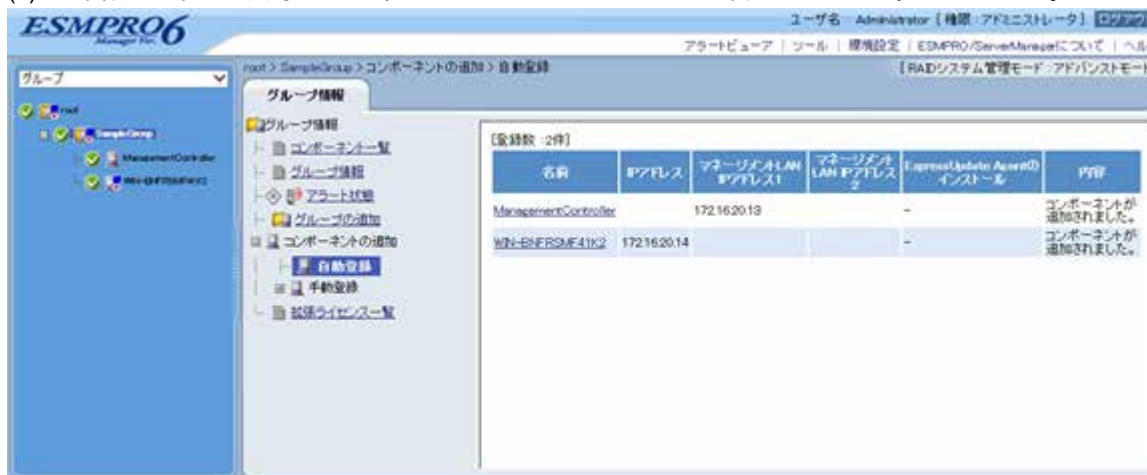 ESMPRO6
Manager Ver.
ユーザ名 Administrator [ 権限 : アドミニストレータ]
アラートビューア | ツール | 環境設定 | ESMPRO/ServerManagerについて | ヘル
グループ
root > SampleGroup > コンポーネントの追加 > 自動登録
[ RAIDシステム管理モード : アドバンストモード
root
SampleGroup
ManagementController
グループ情報
グループ情報
コンポーネント一覧
グループ情報
アラート状態
グループの追加
コンポーネントの追加
自動登録
手動登録
拡張ライセンス一覧
[登録数 : 2件]
名前 IPアドレス マネージメントLAN IPアドレス1 マネージメントLAN IPアドレス2 ExpressUpdate Agentのインストール 内容
ManagementController 172.16.20.13 - コンポーネントが追加されました。
WIN-BNFRSMF41K2 172.16.20.14 - コンポーネントが追加されました。